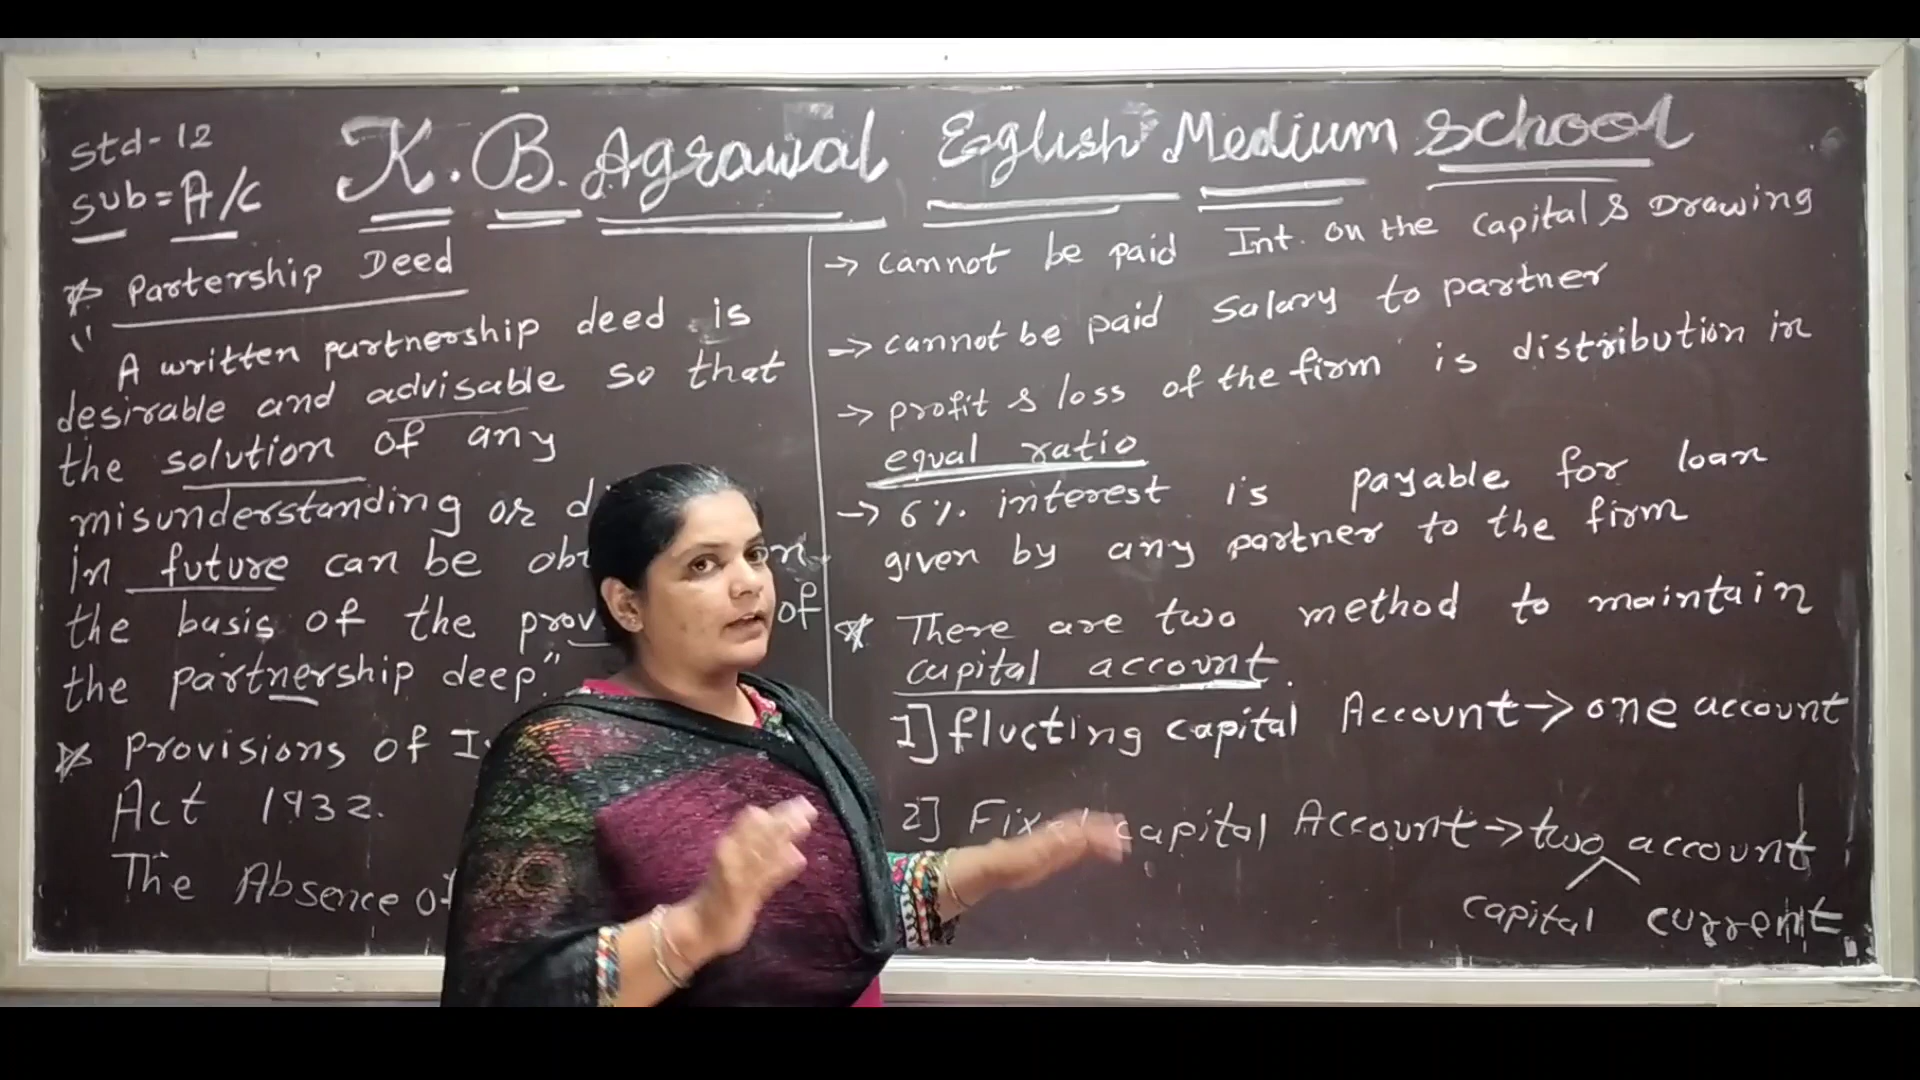 Std-12
Sub=A/c
K. B. Agrawal Eglish Medium School
Partership Deed
"A written partnership deed is
desirable and advisable so that
the solution of any
misunderstanding or
in future can be on
the basis of the of
the partnership deep"
Provisions of
Act 1932.
The Absence of
→ cannot be paid Int. on the capital & Drawing
→ cannot be paid Salary to partner
→ profit & loss of the firm is distribution in
equal ratio
→ 6% interest is payable for loan
given by any partner to the firm
There are two method to maintain
capital account.
1] flucting capital Account → one account
2] Fixed capital Account → two account
capital current